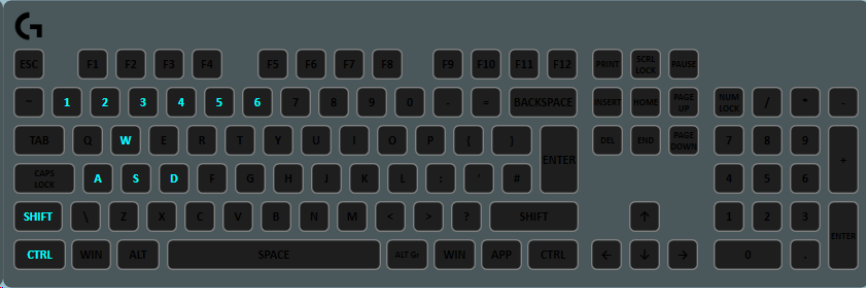 G
ESC F1 F2 F3 F4 F5 F6 F7 F8 F9 F10 F11 F12 PRINT SCRL LOCK PAUSE
¬ 1 2 3 4 5 6 7 8 9 0 - = BACKSPACE INSERT HOME PAGE UP NUM LOCK / * -
TAB Q W E R T Y U I O P [ ] ENTER DEL END PAGE DOWN 7 8 9 +
CAPS LOCK A S D F G H J K L : ' # 4 5 6
SHIFT \ Z X C V B N M < > ? SHIFT ↑ 1 2 3 ENTER
CTRL WIN ALT SPACE ALT Gr WIN APP CTRL ← ↓ → 0 .